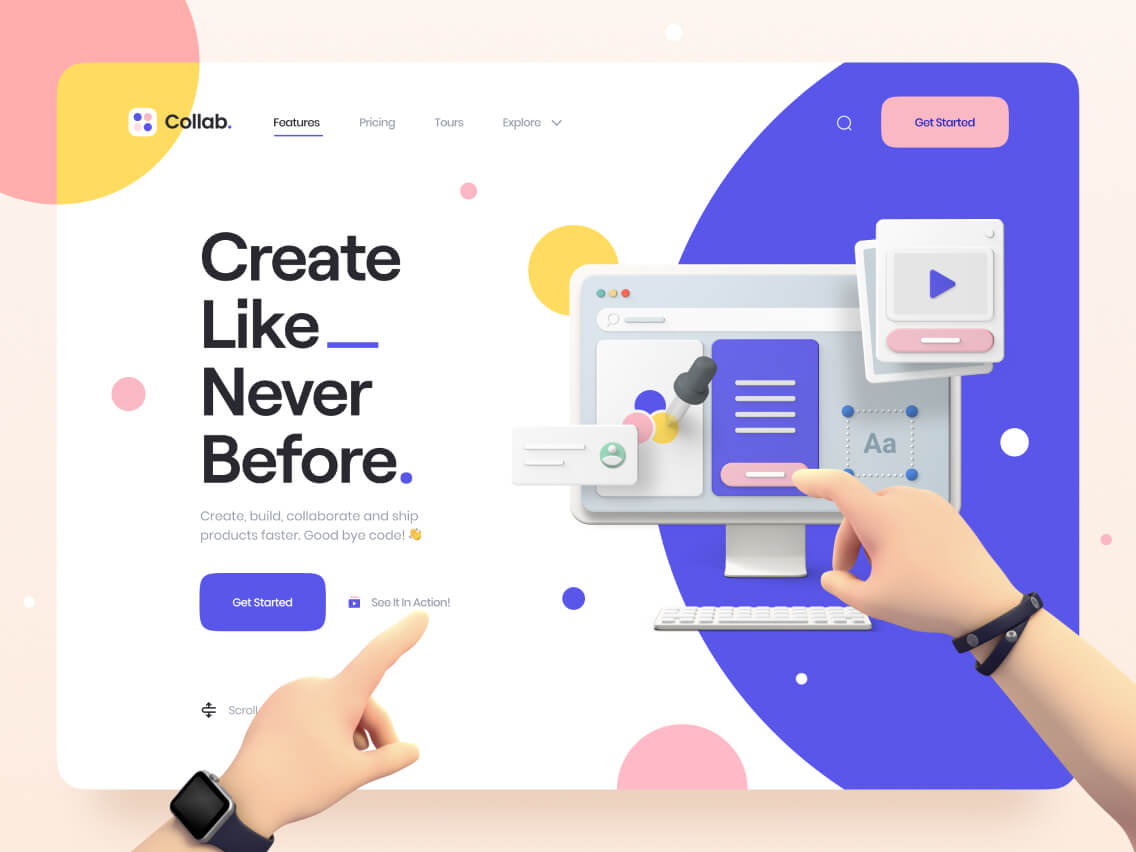 Collab.
Features
Pricing
Tours
Explore
Get Started
Create
Like
Never
Before.
Create, build, collaborate and ship
products faster. Good bye code! 👋
Get Started
See It In Action!
Scroll
Aa